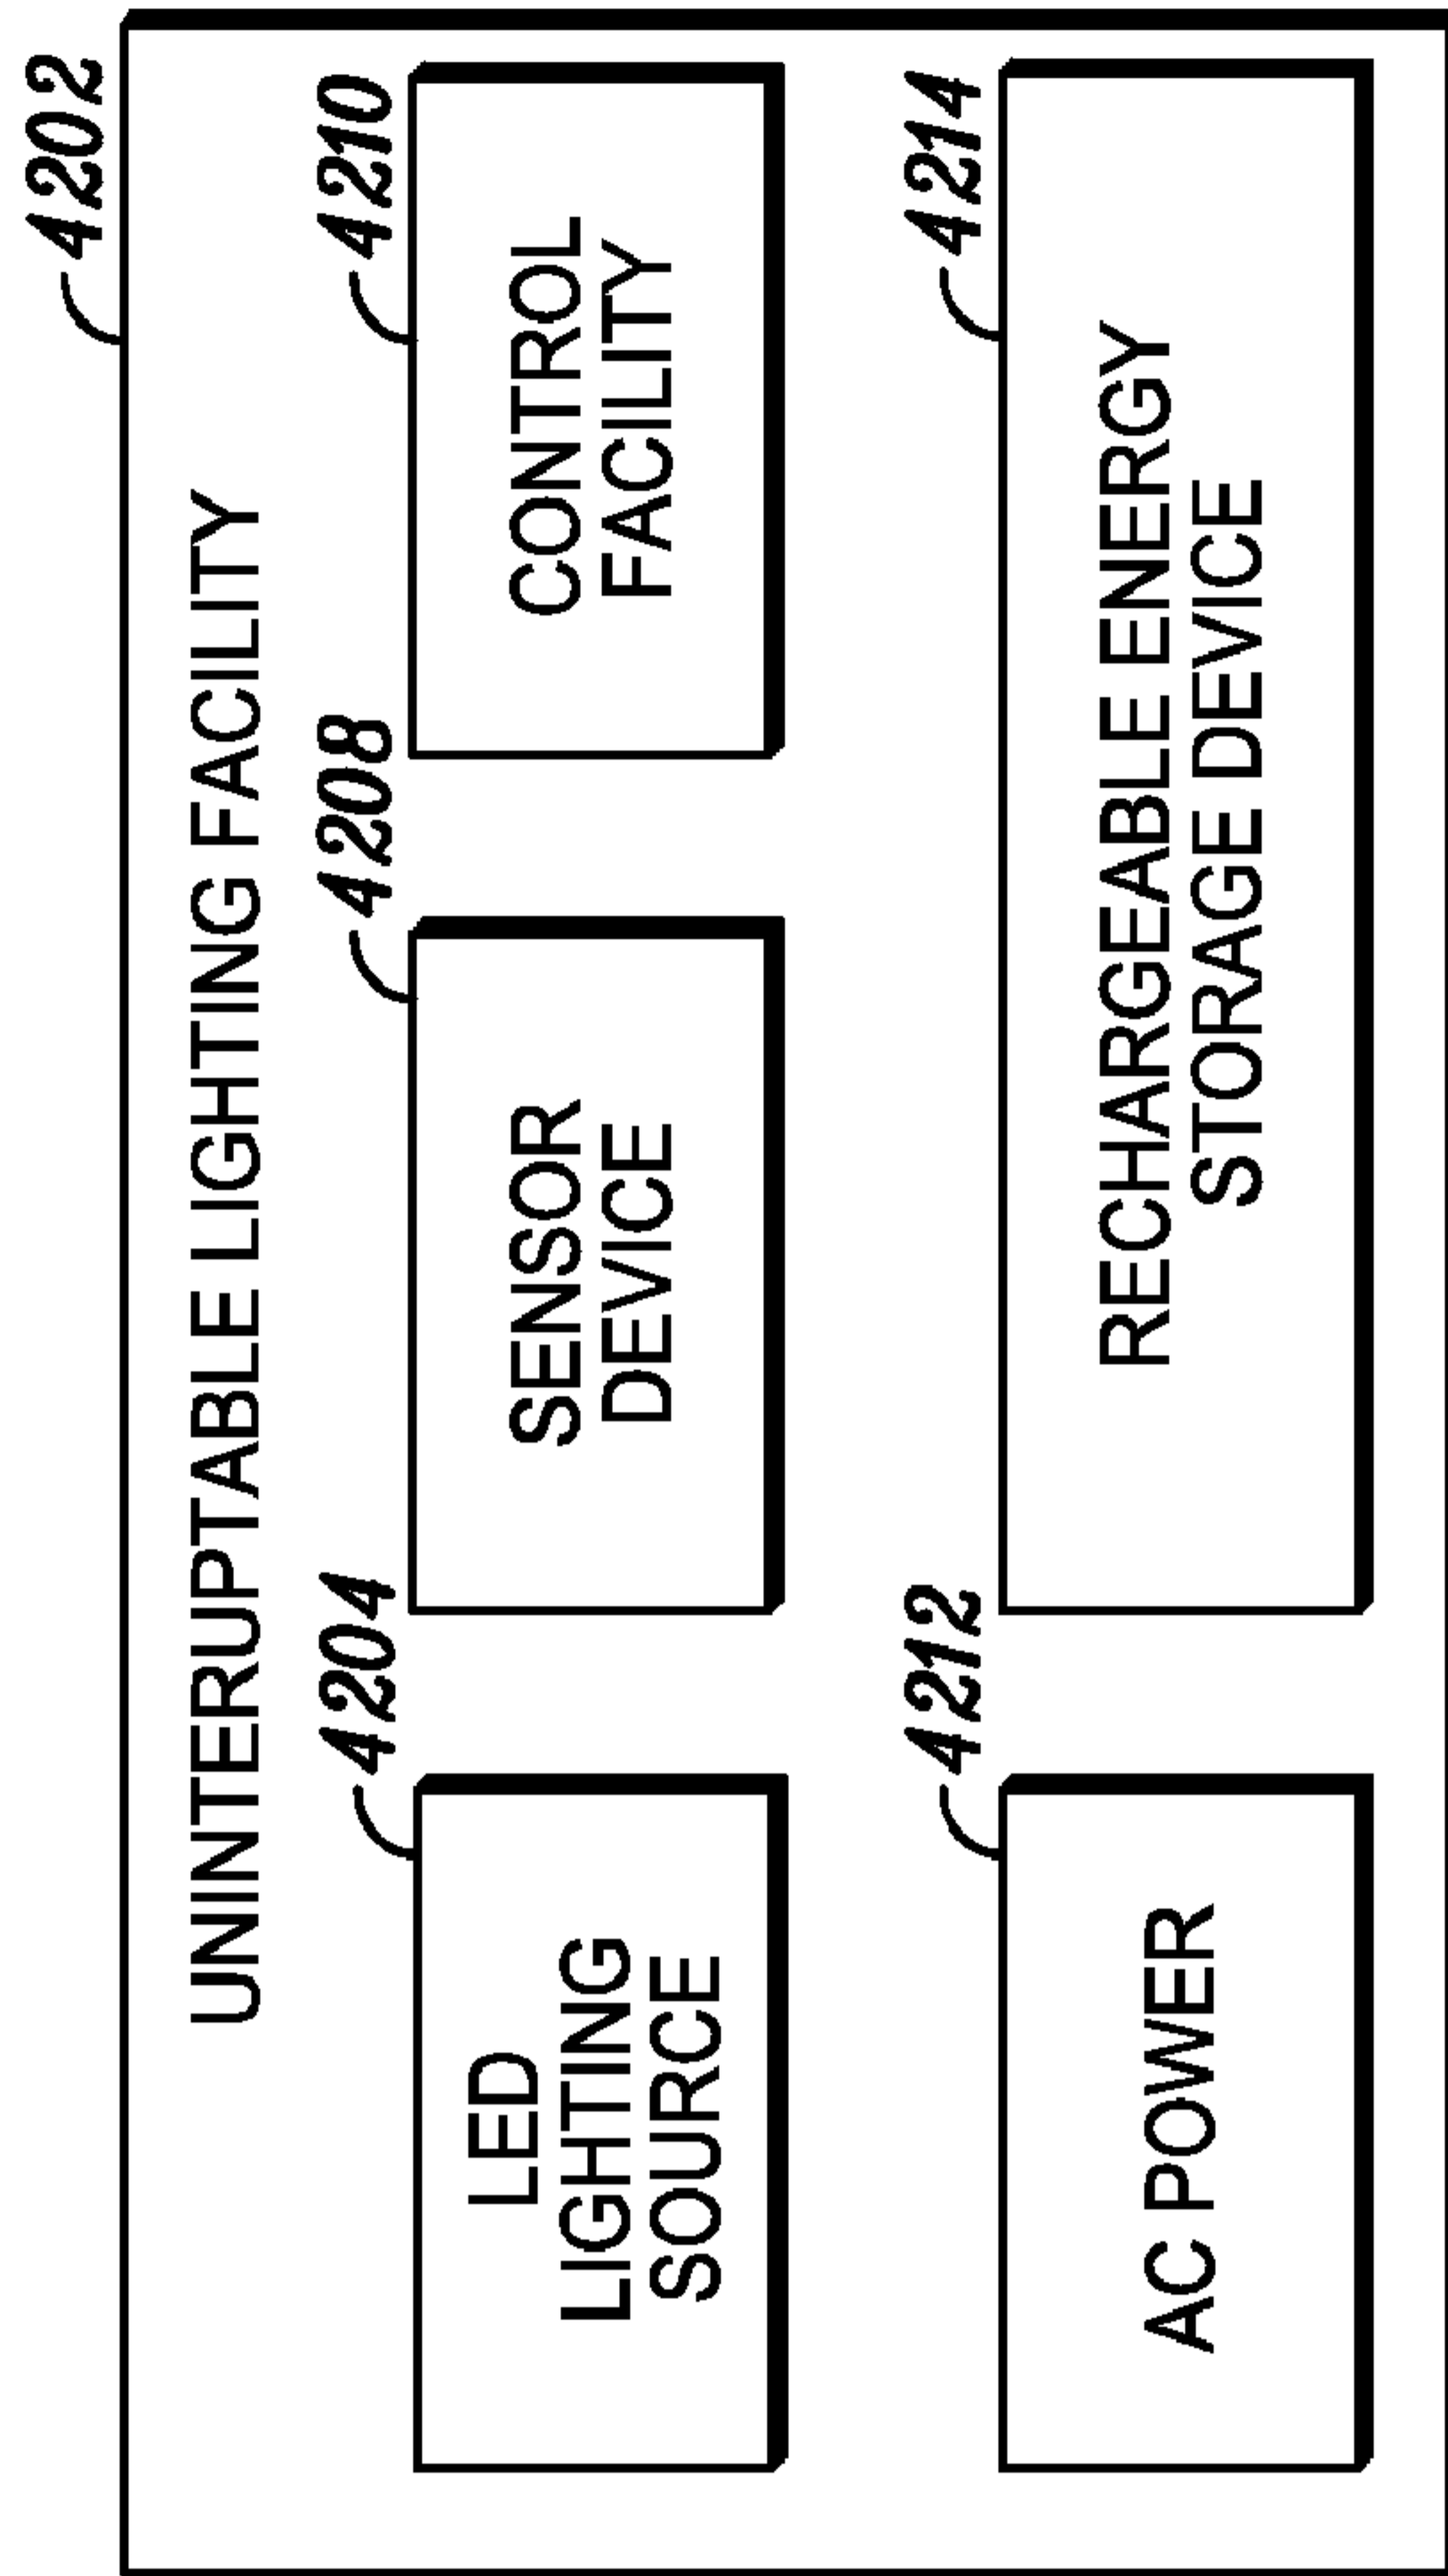 4202
UNINTERUPTABLE LIGHTING FACILITY
4204
LED
LIGHTING
SOURCE
4208
SENSOR
DEVICE
4210
CONTROL
FACILITY
4212
AC POWER
4214
RECHARGEABLE ENERGY
STORAGE DEVICE